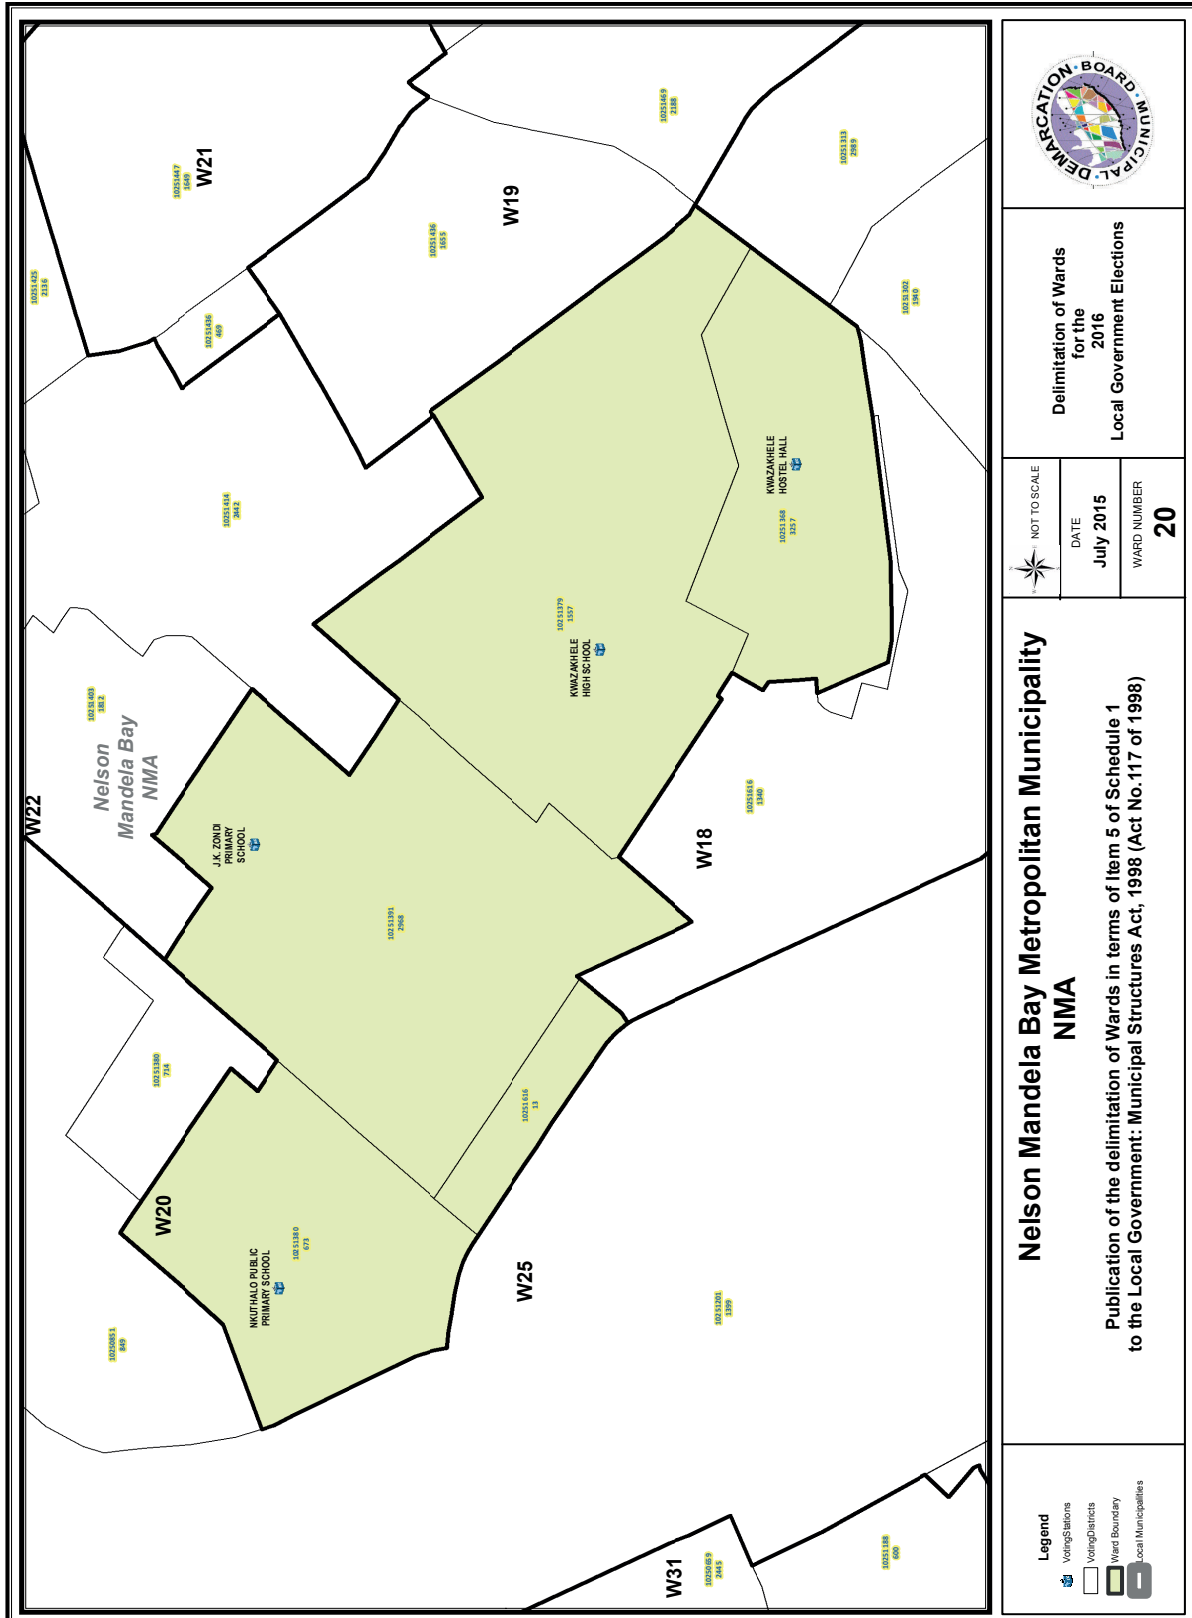 W22
Nelson
Mandela Bay
NMA
W21
W19
W18
W20
W25
W31
10251425
2136
10251447
1649
10251436
469
10251436
1655
10251469
2188
10251313
2989
10251302
1940
10251414
2442
10251403
1812
10251379
1557
KWAZAKHELE
HIGH SCHOOL
10251368
3257
KWAZAKHELE
HOSTEL HALL
J.K. ZONDI
PRIMARY
SCHOOL
10251391
2968
10251616
1340
10251616
13
10251380
714
10251380
673
NKUTHALO PUBLIC
PRIMARY SCHOOL
10250851
849
10251201
1399
10250659
2445
10251188
600
Legend
VotingStations
VotingDistricts
Ward Boundary
Local Municipalities
Nelson Mandela Bay Metropolitan Municipality
NMA
Publication of the delimitation of Wards in terms of Item 5 of Schedule 1
to the Local Government: Municipal Structures Act, 1998 (Act No.117 of 1998)
NOT TO SCALE
DATE
July 2015
WARD NUMBER
20
Delimitation of Wards
for the
2016
Local Government Elections
MUNICIPAL DEMARCATION BOARD